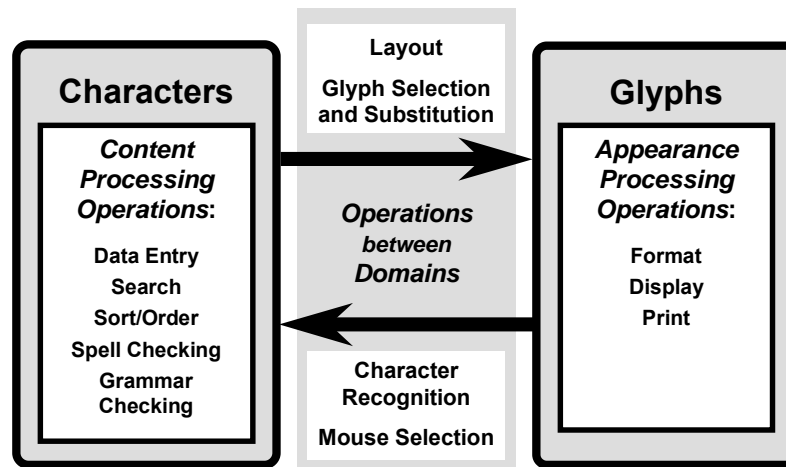 Characters
Content
Processing
Operations:
Data Entry
Search
Sort/Order
Spell Checking
Grammar
Checking
Layout
Glyph Selection
and Substitution
Operations
between
Domains
Character
Recognition
Mouse Selection
Glyphs
Appearance
Processing
Operations:
Format
Display
Print